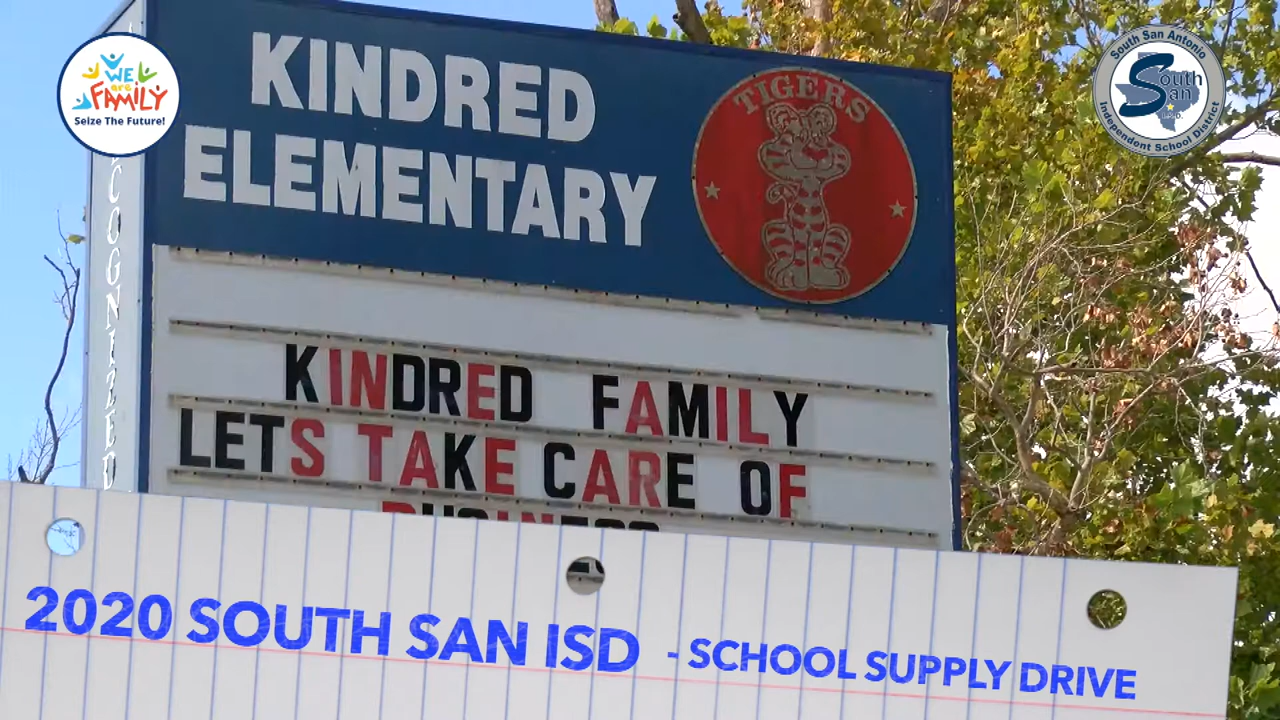 WE
are
FAMILY
Seize The Future!
KINDRED
ELEMENTARY
TIGERS
South San Antonio
South
San
I.S.D.
Independent School District
KINDRED FAMILY
LETS TAKE CARE OF
BUSINESS
2020 SOUTH SAN ISD - SCHOOL SUPPLY DRIVE